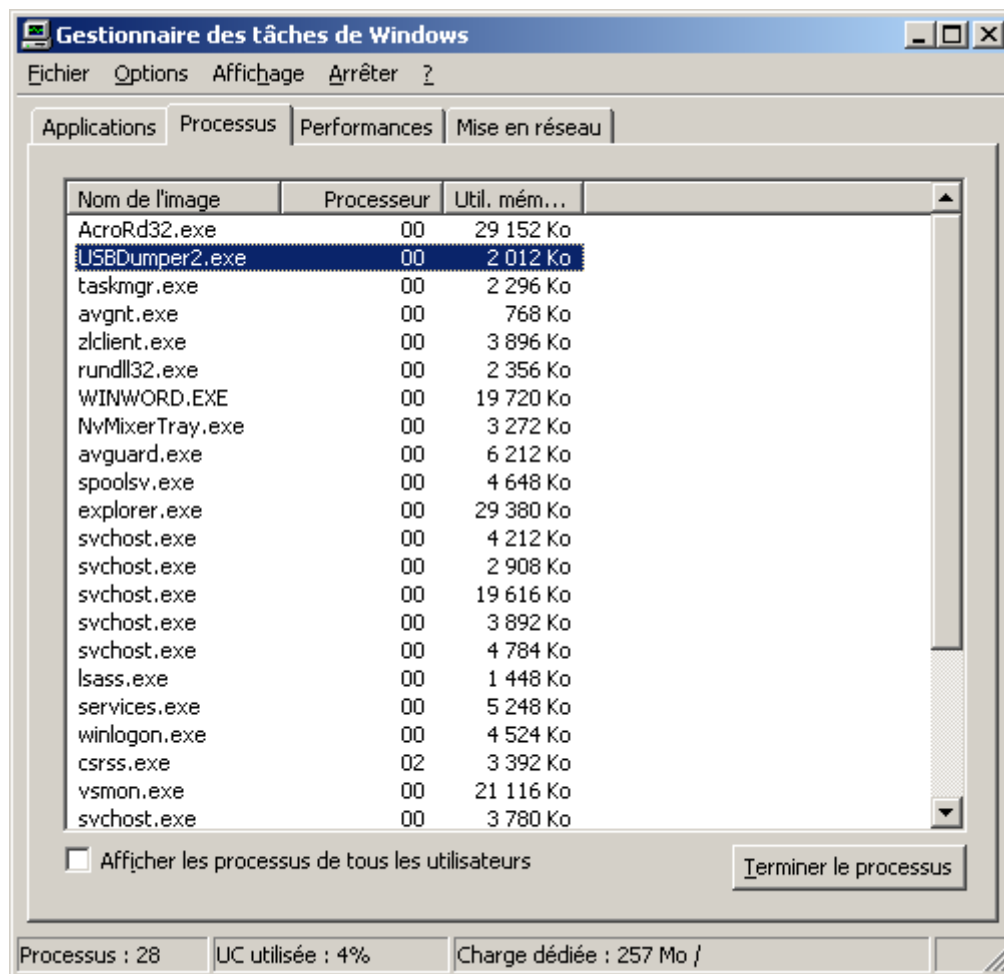 Gestionnaire des tâches de Windows
Fichier Options Affichage Arrêter ?
Applications Processus Performances Mise en réseau
Nom de l'image Processeur Util. mém...
AcroRd32.exe 00 29 152 Ko
USBDumper2.exe 00 2 012 Ko
taskmgr.exe 00 2 296 Ko
avgnt.exe 00 768 Ko
zlclient.exe 00 3 896 Ko
rundll32.exe 00 2 356 Ko
WINWORD.EXE 00 19 720 Ko
NvMixerTray.exe 00 3 272 Ko
avguard.exe 00 6 212 Ko
spoolsv.exe 00 4 648 Ko
explorer.exe 00 29 380 Ko
svchost.exe 00 4 212 Ko
svchost.exe 00 2 908 Ko
svchost.exe 00 19 616 Ko
svchost.exe 00 3 892 Ko
svchost.exe 00 4 784 Ko
lsass.exe 00 1 448 Ko
services.exe 00 5 248 Ko
winlogon.exe 00 4 524 Ko
csrss.exe 02 3 392 Ko
vsmon.exe 00 21 116 Ko
svchost.exe 00 3 780 Ko
Afficher les processus de tous les utilisateurs
Terminer le processus
Processus : 28 UC utilisée : 4% Charge dédiée : 257 Mo /